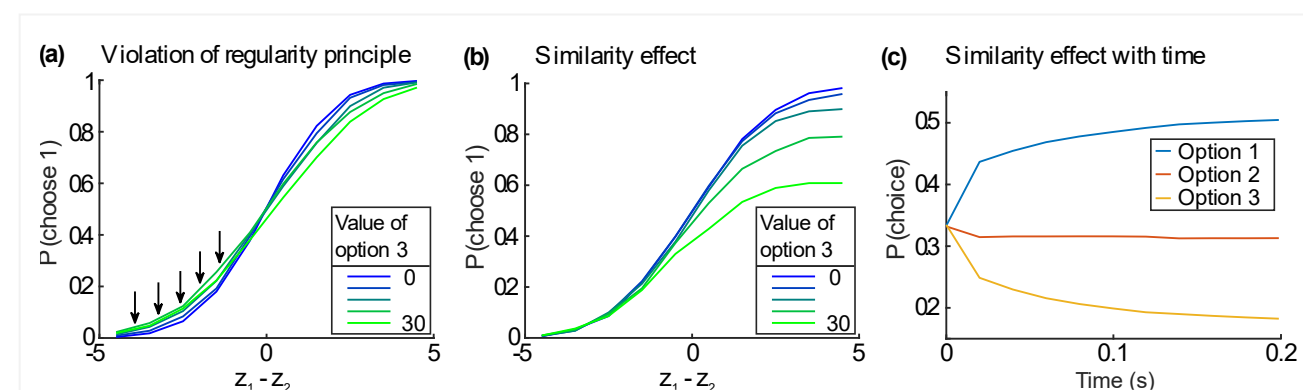 (a) Violation of regularity principle
P(choose 1)
1
0.8
0.6
0.4
0.2
0
-5
0
5
z1 - z2
Value of
option 3
0
30
(b) Similarity effect
P(choose 1)
1
0.8
0.6
0.4
0.2
0
-5
0
5
z1 - z2
Value of
option 3
0
30
(c) Similarity effect with time
P(choice)
0.5
0.4
0.3
0.2
0
0.1
0.2
Time (s)
Option 1
Option 2
Option 3